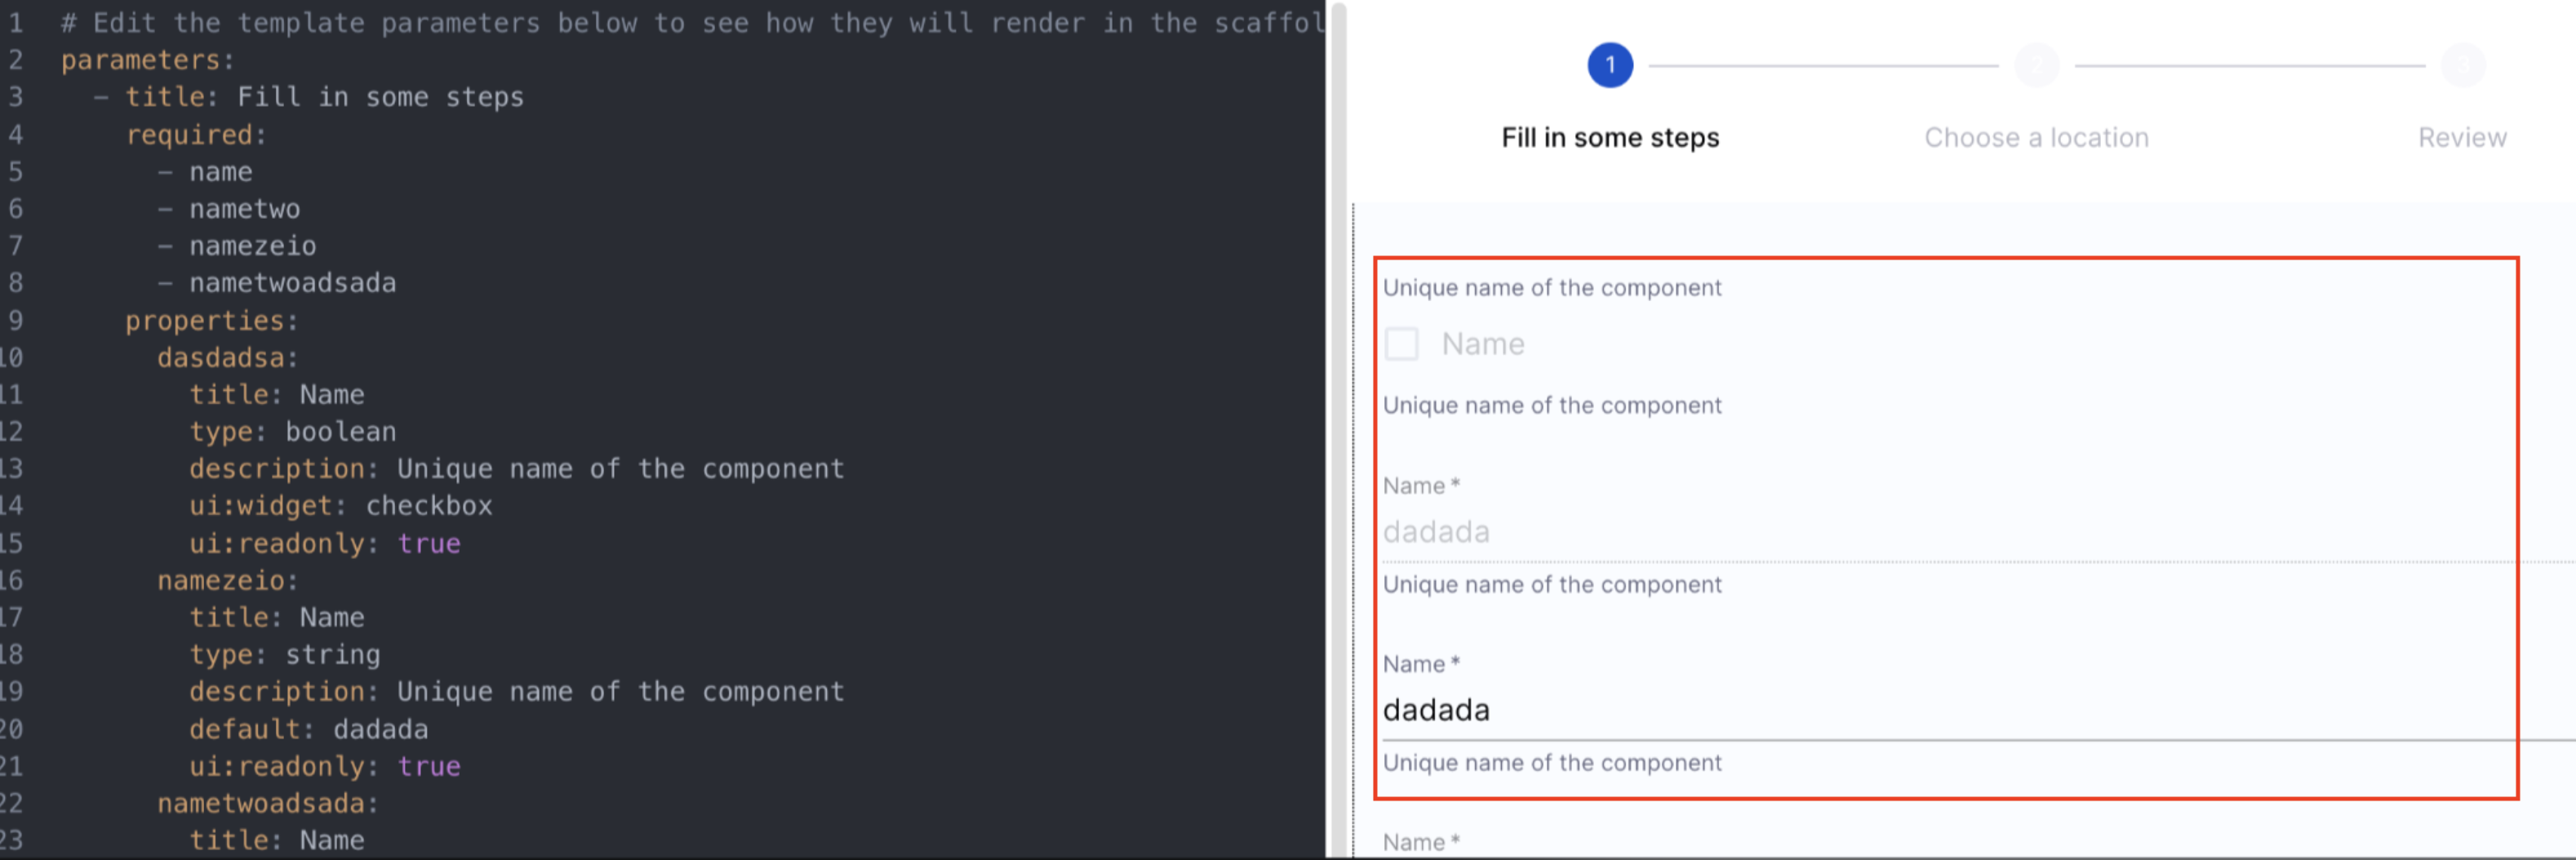 1 # Edit the template parameters below to see how they will render in the scaffol
2 parameters:
3 - title: Fill in some steps
4 required:
5 - name
6 - nametwo
7 - namezeio
8 - nametwoadsada
9 properties:
10 dasdadsa:
11 title: Name
12 type: boolean
13 description: Unique name of the component
14 ui:widget: checkbox
15 ui:readonly: true
16 namezeio:
17 title: Name
18 type: string
19 description: Unique name of the component
20 default: dadada
21 ui:readonly: true
22 nametwoadsada:
23 title: Name
1 2 3
Fill in some steps Choose a location Review
Unique name of the component
Name
Unique name of the component
Name *
dadada
Unique name of the component
Name *
dadada
Unique name of the component
Name *